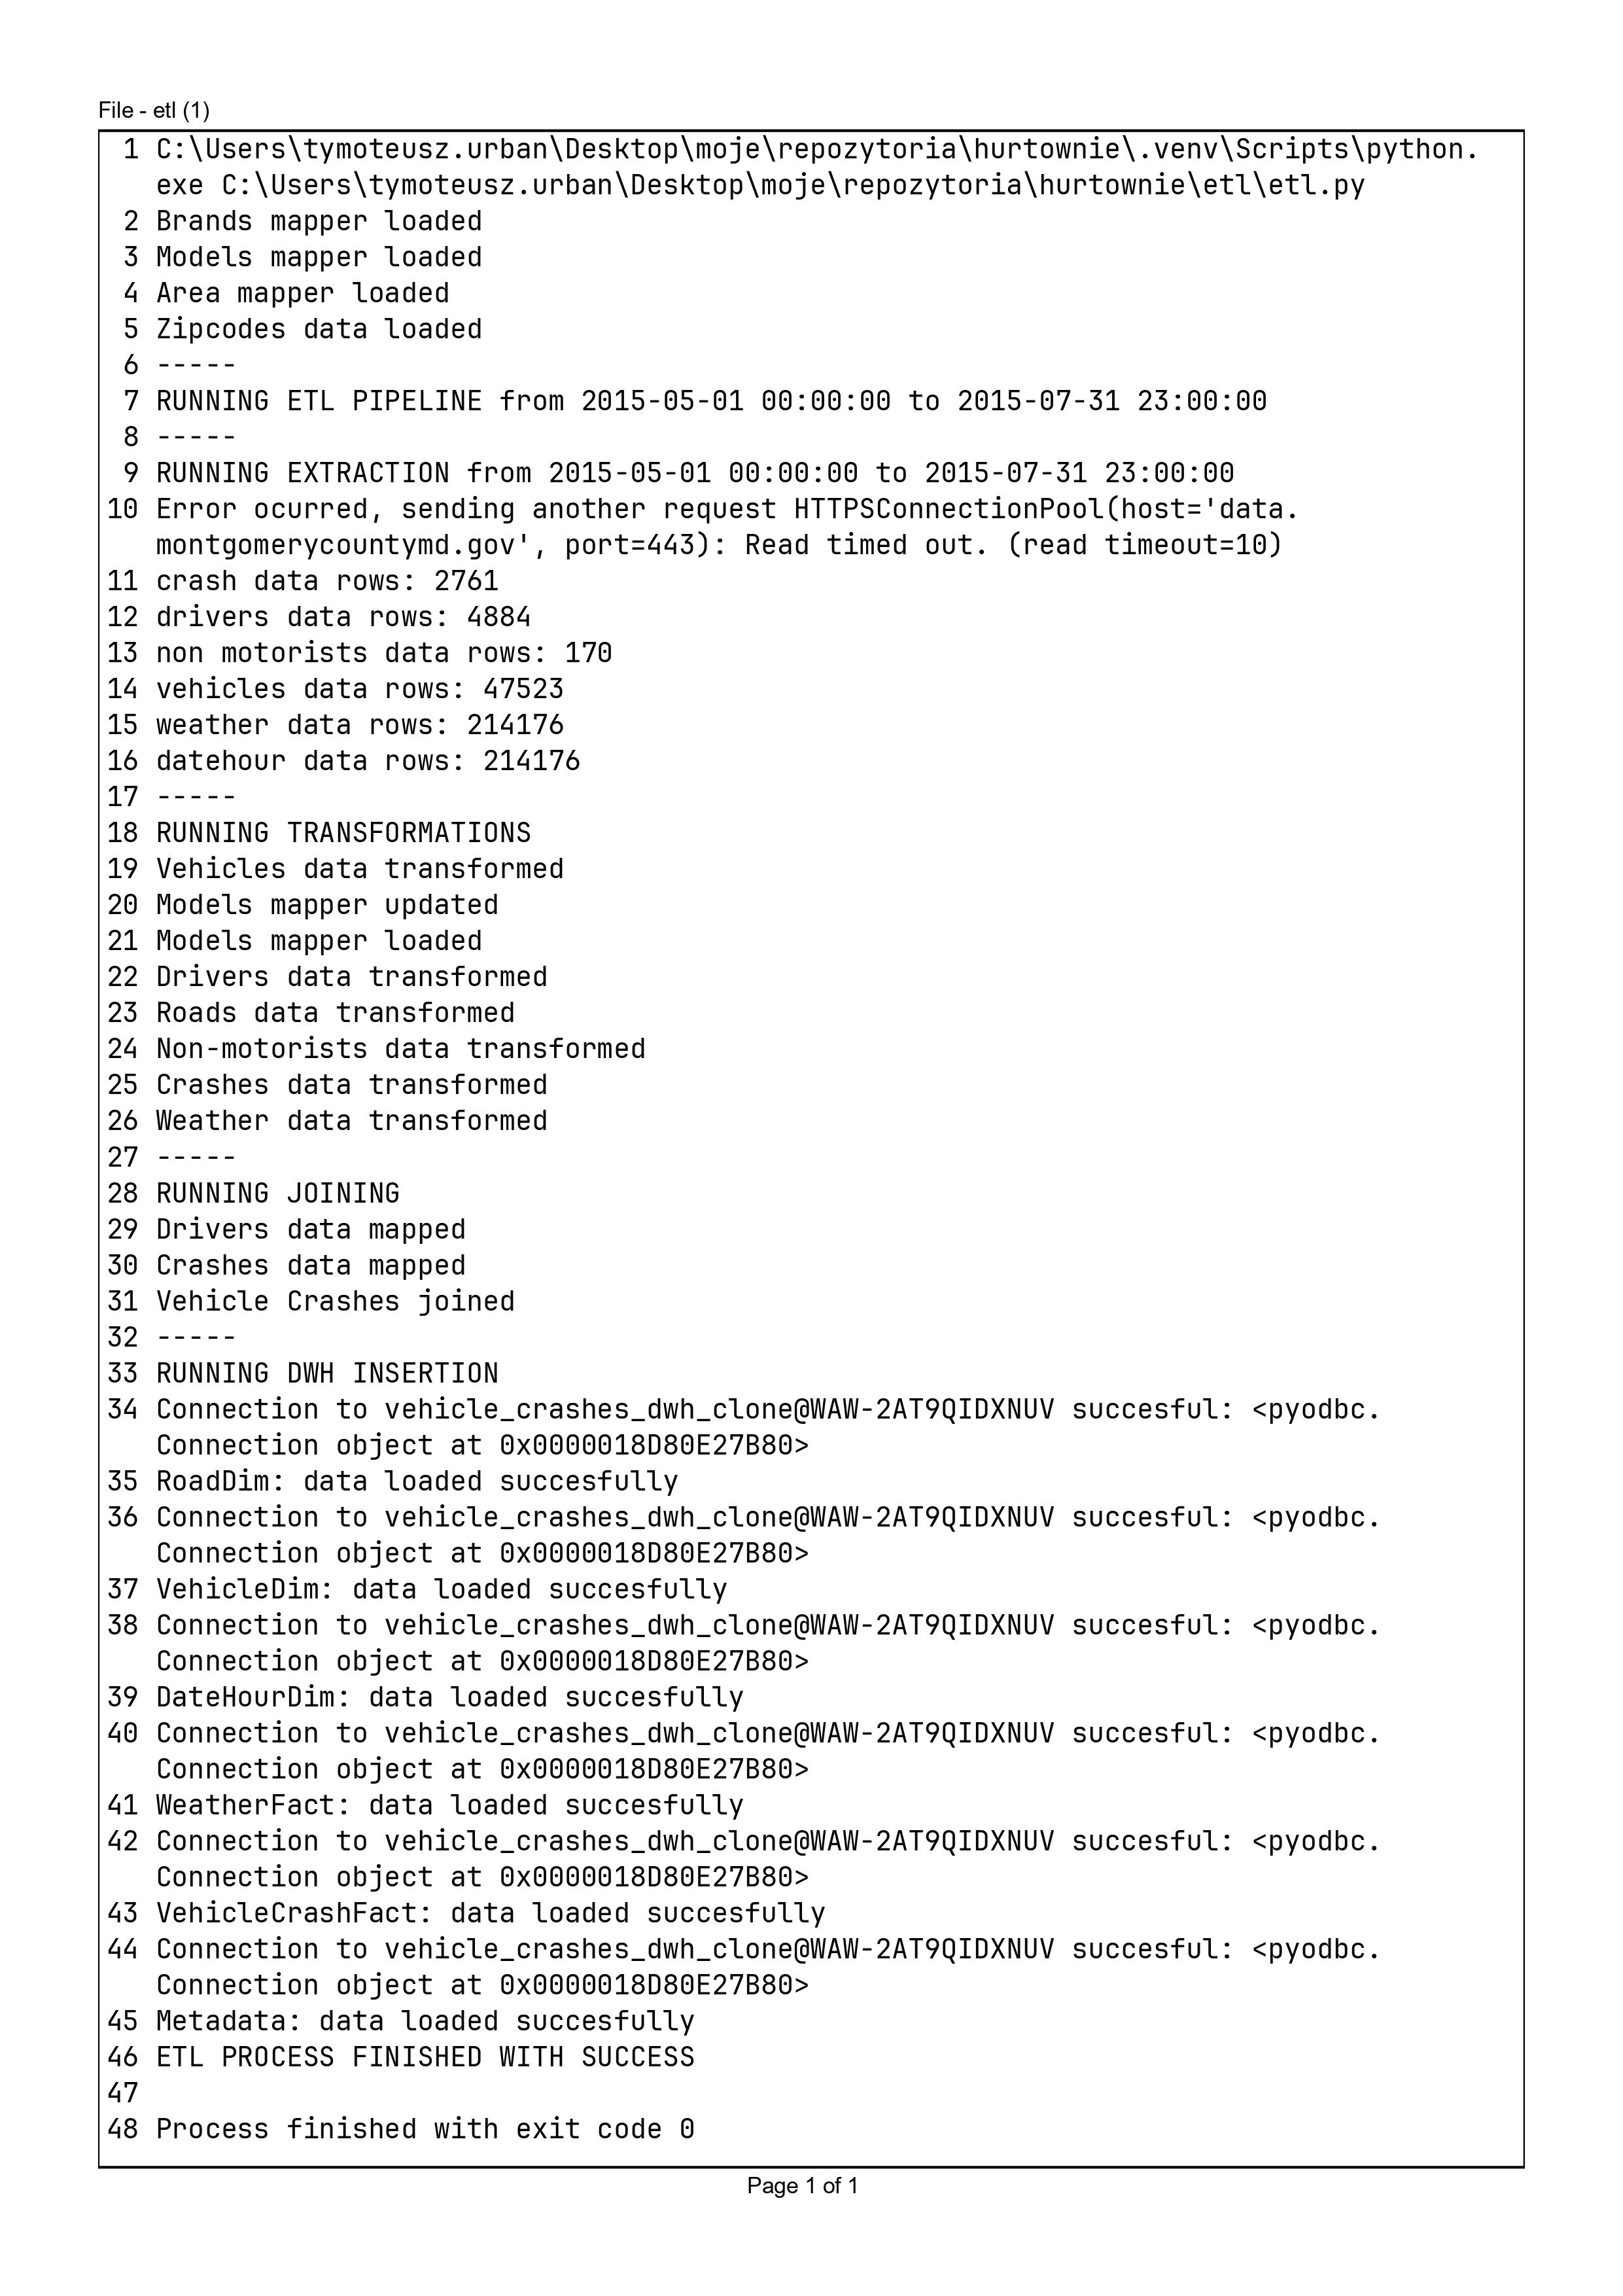 File - etl (1)
1 C:\Users\tymoteusz.urban\Desktop\moje\repozytoria\hurtownie\.venv\Scripts\python.
exe C:\Users\tymoteusz.urban\Desktop\moje\repozytoria\hurtownie\etl\etl.py
2 Brands mapper loaded
3 Models mapper loaded
4 Area mapper loaded
5 Zipcodes data loaded
6 -----
7 RUNNING ETL PIPELINE from 2015-05-01 00:00:00 to 2015-07-31 23:00:00
8 -----
9 RUNNING EXTRACTION from 2015-05-01 00:00:00 to 2015-07-31 23:00:00
10 Error ocurred, sending another request HTTPSConnectionPool(host='data.
montgomerycountymd.gov', port=443): Read timed out. (read timeout=10)
11 crash data rows: 2761
12 drivers data rows: 4884
13 non motorists data rows: 170
14 vehicles data rows: 47523
15 weather data rows: 214176
16 datehour data rows: 214176
17 -----
18 RUNNING TRANSFORMATIONS
19 Vehicles data transformed
20 Models mapper updated
21 Models mapper loaded
22 Drivers data transformed
23 Roads data transformed
24 Non-motorists data transformed
25 Crashes data transformed
26 Weather data transformed
27 -----
28 RUNNING JOINING
29 Drivers data mapped
30 Crashes data mapped
31 Vehicle Crashes joined
32 -----
33 RUNNING DWH INSERTION
34 Connection to vehicle_crashes_dwh_clone@WAW-2AT9QIDXNUV succesful: <pyodbc.
Connection object at 0x0000018D80E27B80>
35 RoadDim: data loaded succesfully
36 Connection to vehicle_crashes_dwh_clone@WAW-2AT9QIDXNUV succesful: <pyodbc.
Connection object at 0x0000018D80E27B80>
37 VehicleDim: data loaded succesfully
38 Connection to vehicle_crashes_dwh_clone@WAW-2AT9QIDXNUV succesful: <pyodbc.
Connection object at 0x0000018D80E27B80>
39 DateHourDim: data loaded succesfully
40 Connection to vehicle_crashes_dwh_clone@WAW-2AT9QIDXNUV succesful: <pyodbc.
Connection object at 0x0000018D80E27B80>
41 WeatherFact: data loaded succesfully
42 Connection to vehicle_crashes_dwh_clone@WAW-2AT9QIDXNUV succesful: <pyodbc.
Connection object at 0x0000018D80E27B80>
43 VehicleCrashFact: data loaded succesfully
44 Connection to vehicle_crashes_dwh_clone@WAW-2AT9QIDXNUV succesful: <pyodbc.
Connection object at 0x0000018D80E27B80>
45 Metadata: data loaded succesfully
46 ETL PROCESS FINISHED WITH SUCCESS
47
48 Process finished with exit code 0
Page 1 of 1